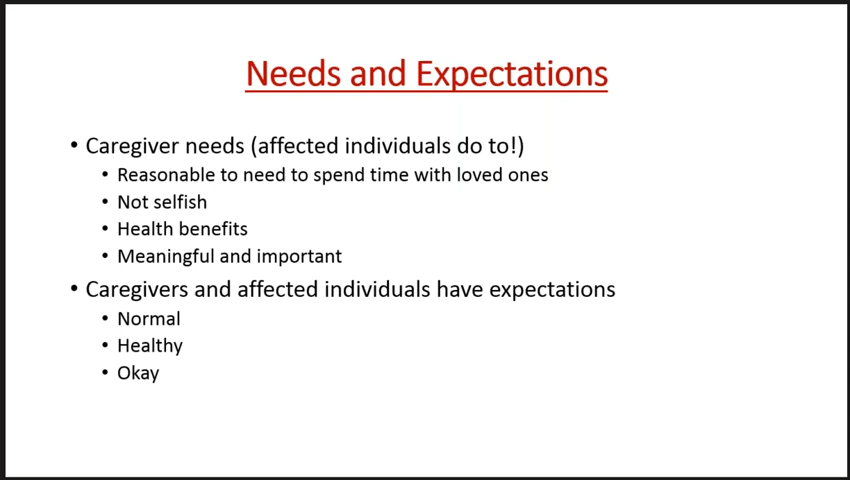 Needs and Expectations
• Caregiver needs (affected individuals do to!)
• Reasonable to need to spend time with loved ones
• Not selfish
• Health benefits
• Meaningful and important
• Caregivers and affected individuals have expectations
• Normal
• Healthy
• Okay